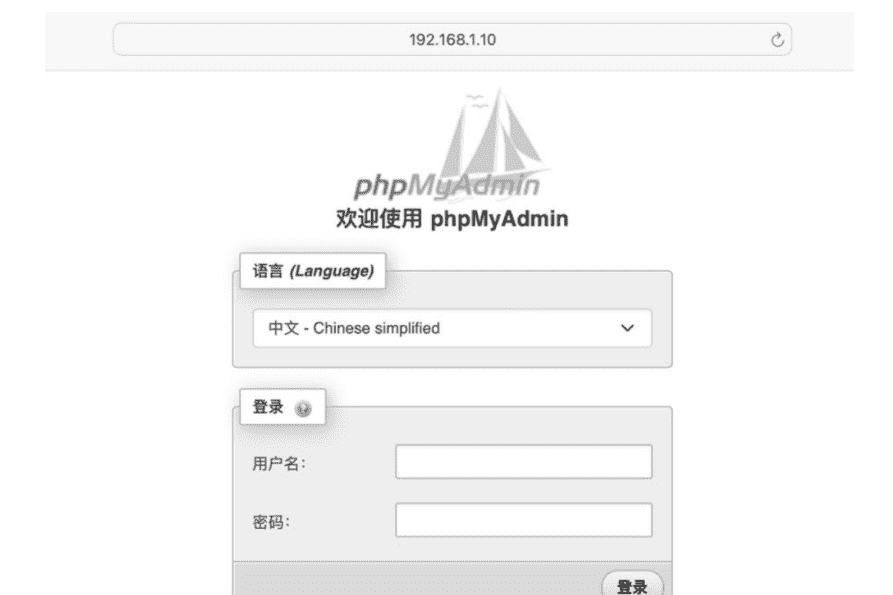 192.168.1.10
phpMyAdmin
欢迎使用 phpMyAdmin
语言 (Language)
中文 - Chinese simplified
登录
用户名:
密码:
登录